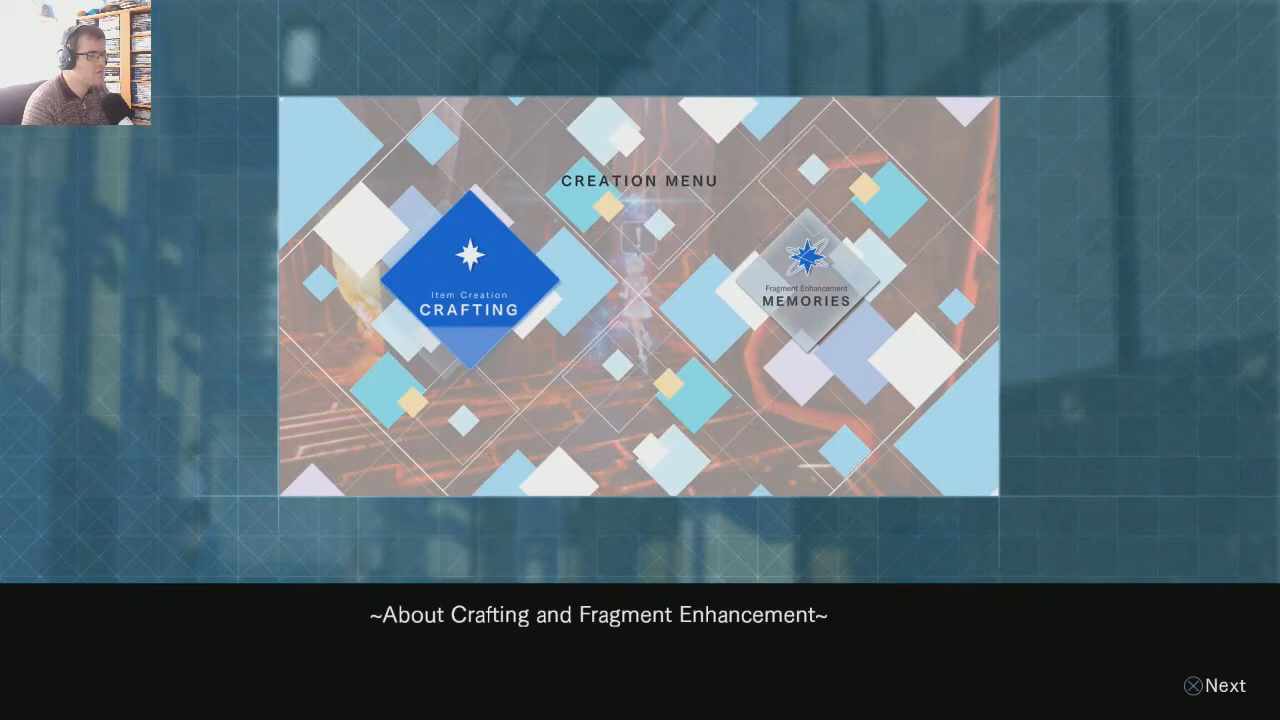 CREATION MENU
Item Creation
CRAFTING
Fragment Enhancement
MEMORIES
~About Crafting and Fragment Enhancement~
Next